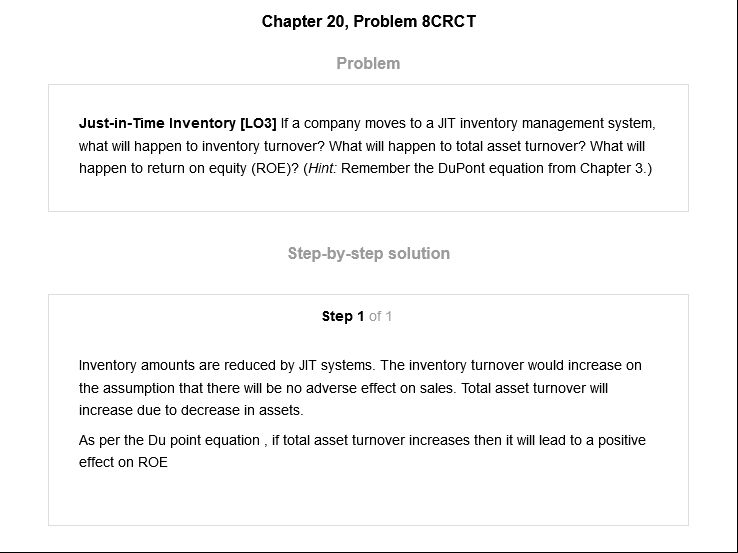 Chapter 20, Problem 8CRCT
Problem
Just-in-Time Inventory [LO3] If a company moves to a JIT inventory management system,
what will happen to inventory turnover? What will happen to total asset turnover? What will
happen to return on equity (ROE)? (Hint: Remember the DuPont equation from Chapter 3.)
Step-by-step solution
Step 1 of 1
Inventory amounts are reduced by JIT systems. The inventory turnover would increase on
the assumption that there will be no adverse effect on sales. Total asset turnover will
increase due to decrease in assets.
As per the Du point equation , if total asset turnover increases then it will lead to a positive
effect on ROE